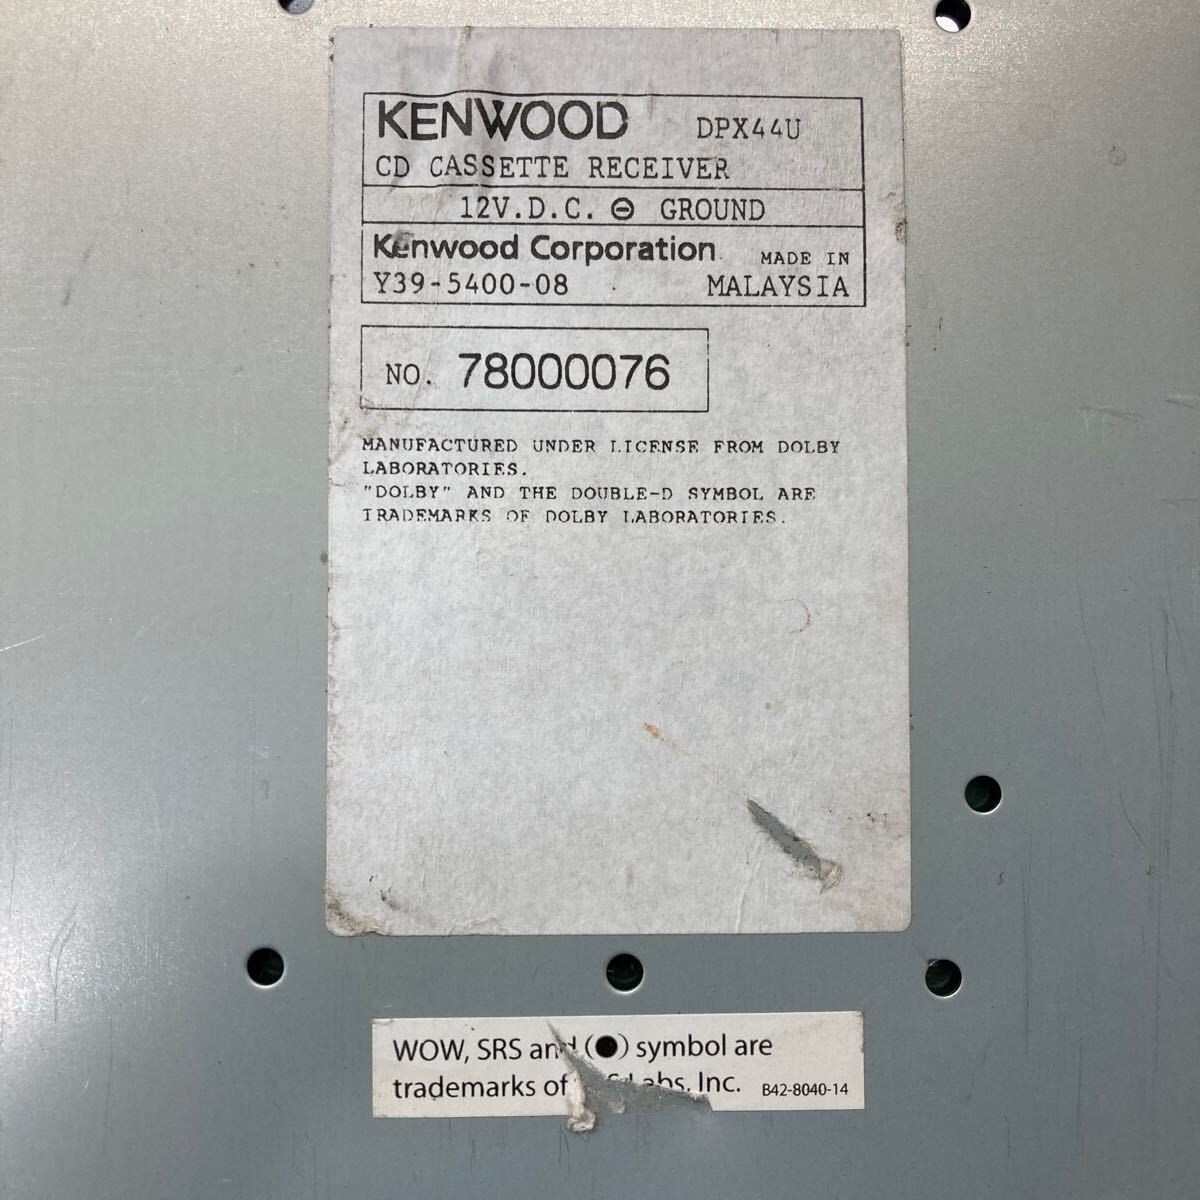 KENWOOD DPX44U
CD CASSETTE RECEIVER
12V.D.C. ⊖ GROUND
Kenwood Corporation MADE IN
Y39-5400-08 MALAYSIA
NO. 78000076
MANUFACTURED UNDER LICENSE FROM DOLBY
LABORATORIES.
"DOLBY" AND THE DOUBLE-D SYMBOL ARE
TRADEMARKS OF DOLBY LABORATORIES.
WOW, SRS and (●) symbol are
trademarks of Labs, Inc. B42-8040-14